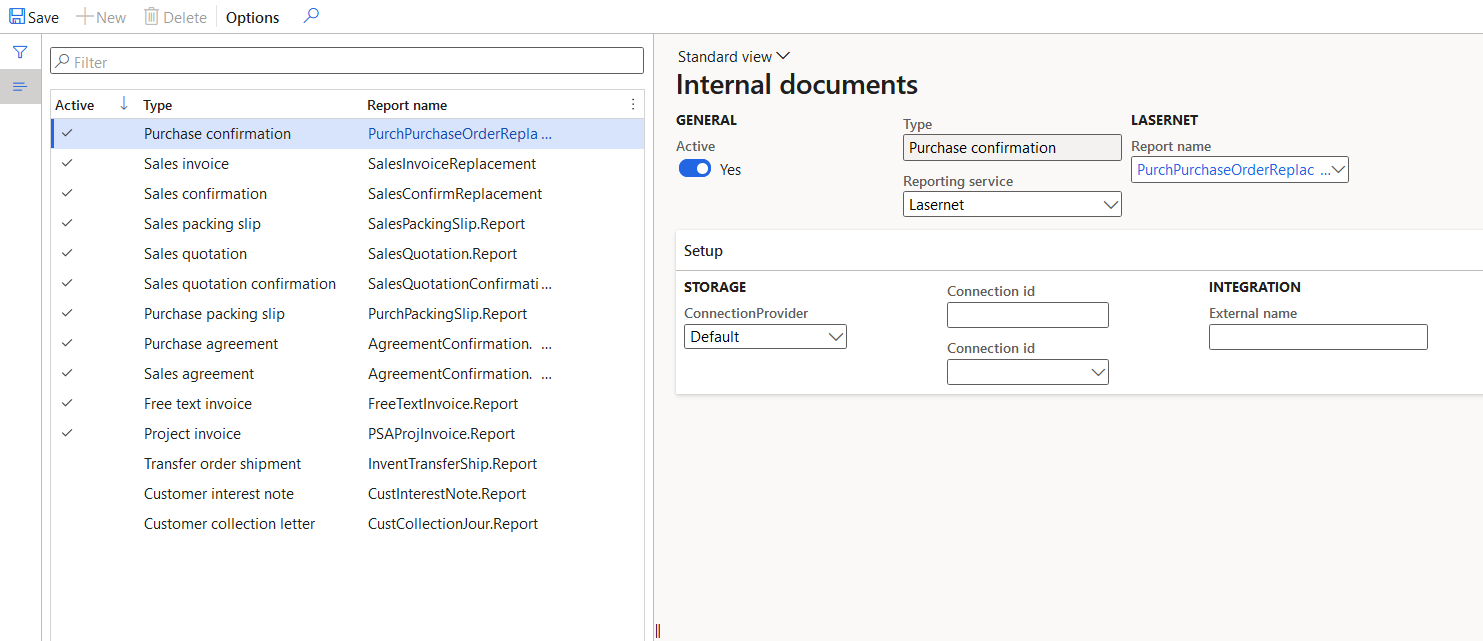 Save New Delete Options
Filter
Active Type Report name
Purchase confirmation PurchPurchaseOrderRepla ...
Sales invoice SalesInvoiceReplacement
Sales confirmation SalesConfirmReplacement
Sales packing slip SalesPackingSlip.Report
Sales quotation SalesQuotation.Report
Sales quotation confirmation SalesQuotationConfirmati ...
Purchase packing slip PurchPackingSlip.Report
Purchase agreement AgreementConfirmation. ...
Sales agreement AgreementConfirmation. ...
Free text invoice FreeTextInvoice.Report
Project invoice PSAProjInvoice.Report
Transfer order shipment InventTransferShip.Report
Customer interest note CustInterestNote.Report
Customer collection letter CustCollectionJour.Report
Standard view
Internal documents
GENERAL
Active
Yes
Type
Purchase confirmation
Reporting service
Lasernet
LASERNET
Report name
PurchPurchaseOrderReplac ...
Setup
STORAGE
ConnectionProvider
Default
Connection id
Connection id
INTEGRATION
External name